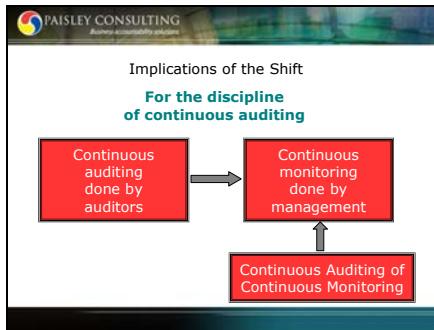 PAISLEY CONSULTING
Business accountability solutions
Implications of the Shift
For the discipline
of continuous auditing
Continuous
auditing
done by
auditors
Continuous
monitoring
done by
management
Continuous Auditing of
Continuous Monitoring